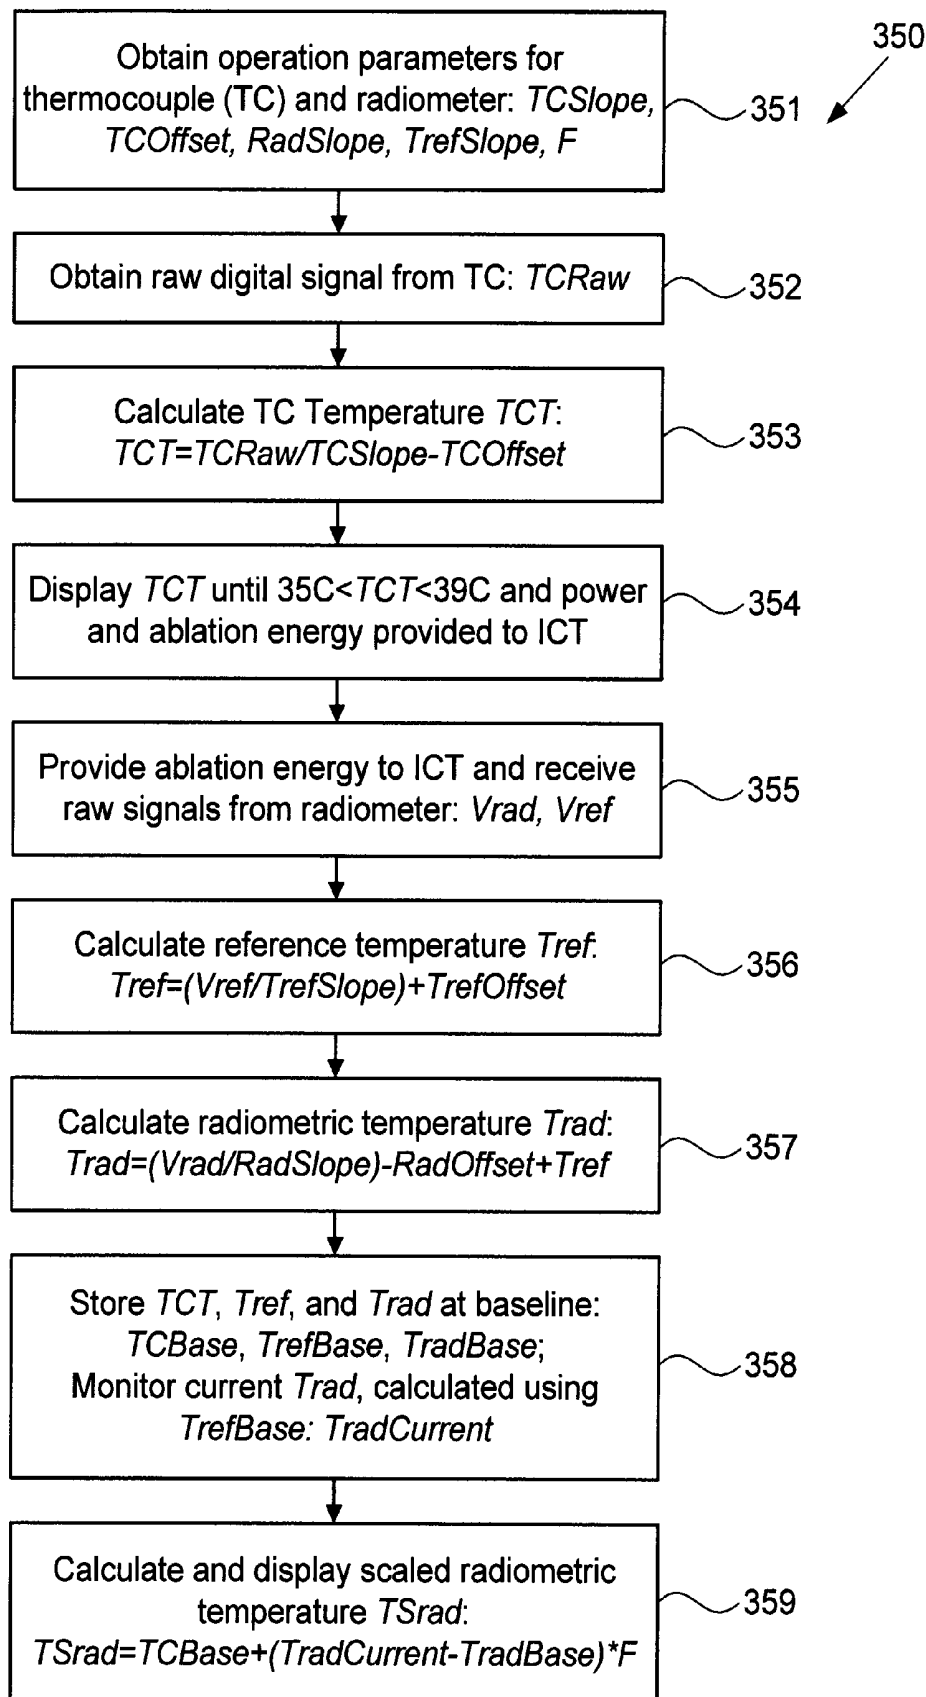 350
Obtain operation parameters for
thermocouple (TC) and radiometer: TCSlope,
TCOffset, RadSlope, TrefSlope, F
351
Obtain raw digital signal from TC: TCRaw
352
Calculate TC Temperature TCT:
TCT=TCRaw/TCSlope-TCOffset
353
Display TCT until 35C<TCT<39C and power
and ablation energy provided to ICT
354
Provide ablation energy to ICT and receive
raw signals from radiometer: Vrad, Vref
355
Calculate reference temperature Tref:
Tref=(Vref/TrefSlope)+TrefOffset
356
Calculate radiometric temperature Trad:
Trad=(Vrad/RadSlope)-RadOffset+Tref
357
Store TCT, Tref, and Trad at baseline:
TCBase, TrefBase, TradBase;
Monitor current Trad, calculated using
TrefBase: TradCurrent
358
Calculate and display scaled radiometric
temperature TSrad:
TSrad=TCBase+(TradCurrent-TradBase)*F
359